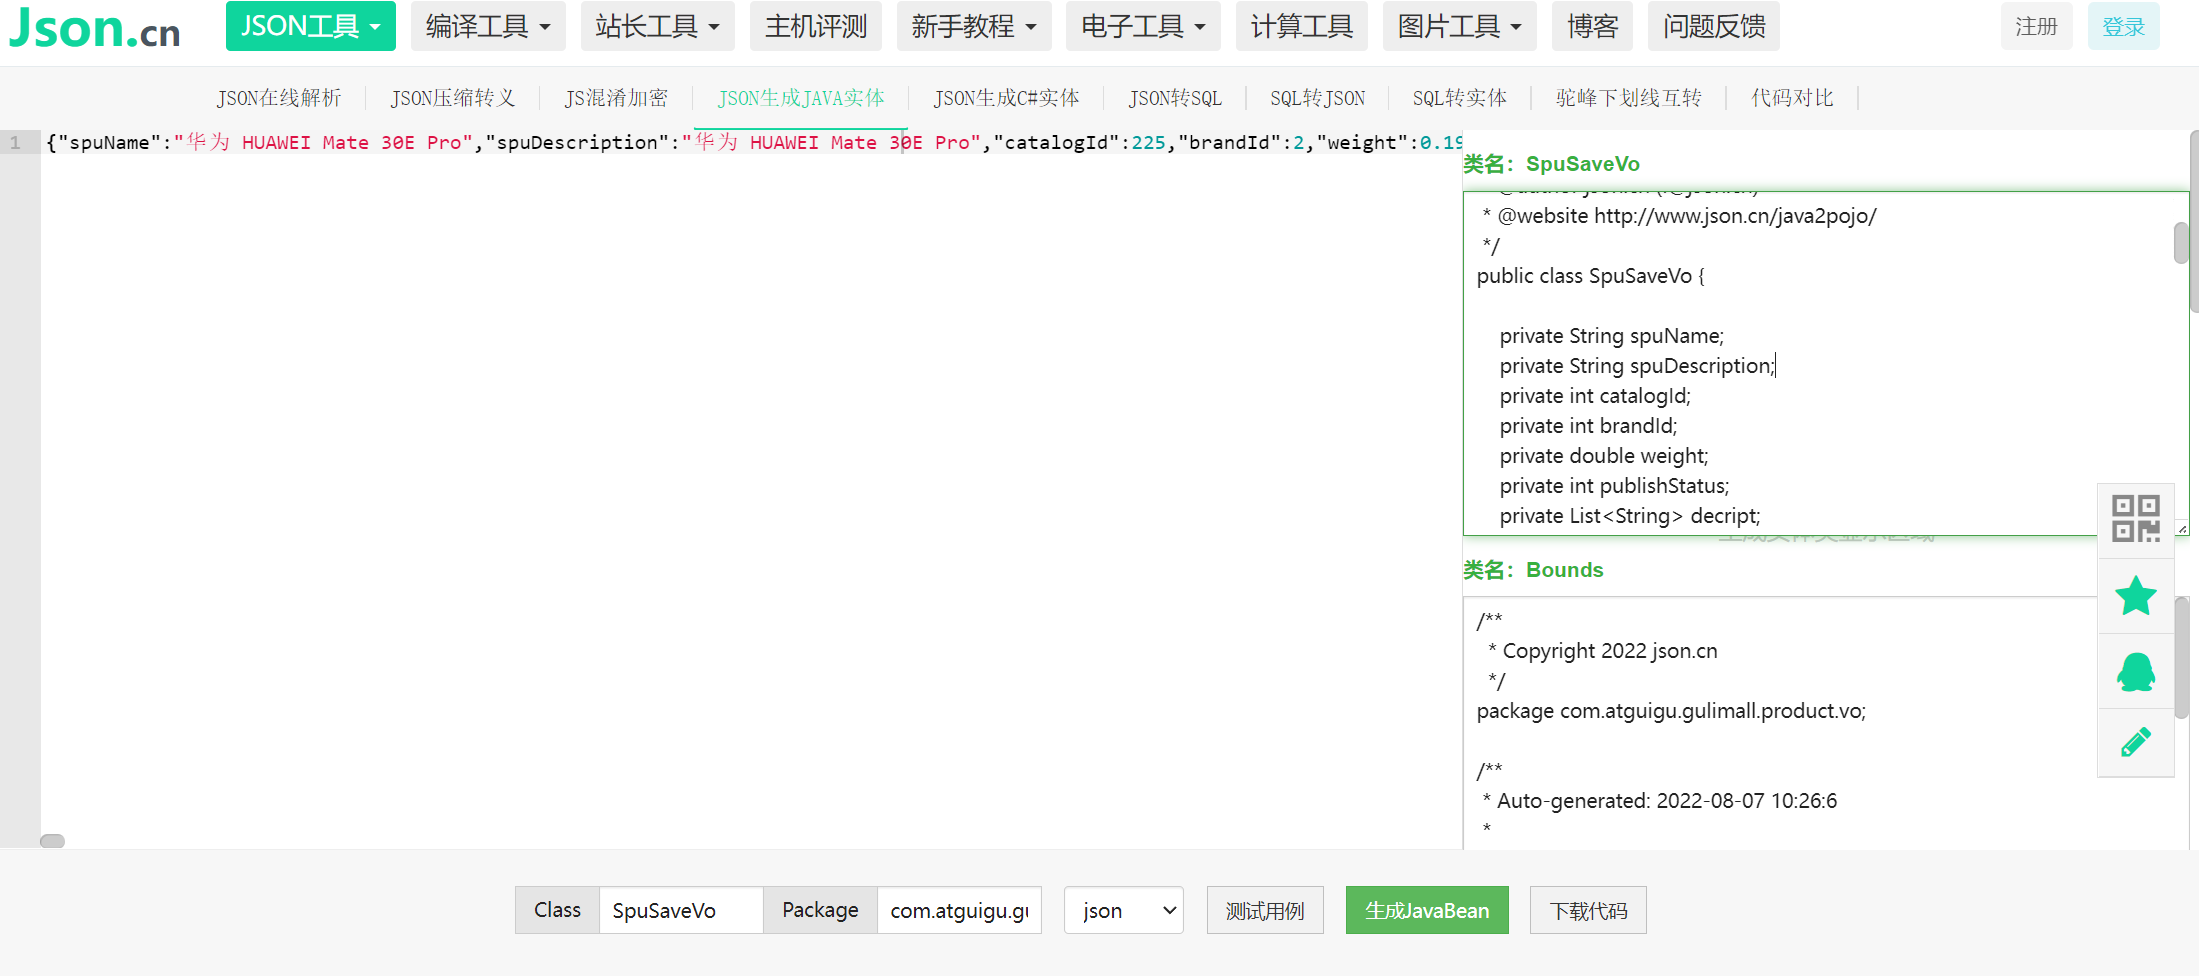 Json.cn
JSON工具 编译工具 站长工具 主机评测 新手教程 电子工具 计算工具 图片工具 博客 问题反馈 注册 登录
JSON在线解析 JSON压缩转义 JS混淆加密 JSON生成JAVA实体 JSON生成C#实体 JSON转SQL SQL转JSON SQL转实体 驼峰下划线互转 代码对比
1 {"spuName":"华为 HUAWEI Mate 30E Pro","spuDescription":"华为 HUAWEI Mate 30E Pro","catalogId":225,"brandId":2,"weight":0.19
类名：SpuSaveVo
* @website http://www.json.cn/java2pojo/
*/
public class SpuSaveVo {
private String spuName;
private String spuDescription;
private int catalogId;
private int brandId;
private double weight;
private int publishStatus;
private List<String> decript;
类名：Bounds
/**
* Copyright 2022 json.cn
*/
package com.atguigu.gulimall.product.vo;
/**
* Auto-generated: 2022-08-07 10:26:6
*
Class SpuSaveVo Package com.atguigu.gu json 测试用例 生成JavaBean 下载代码